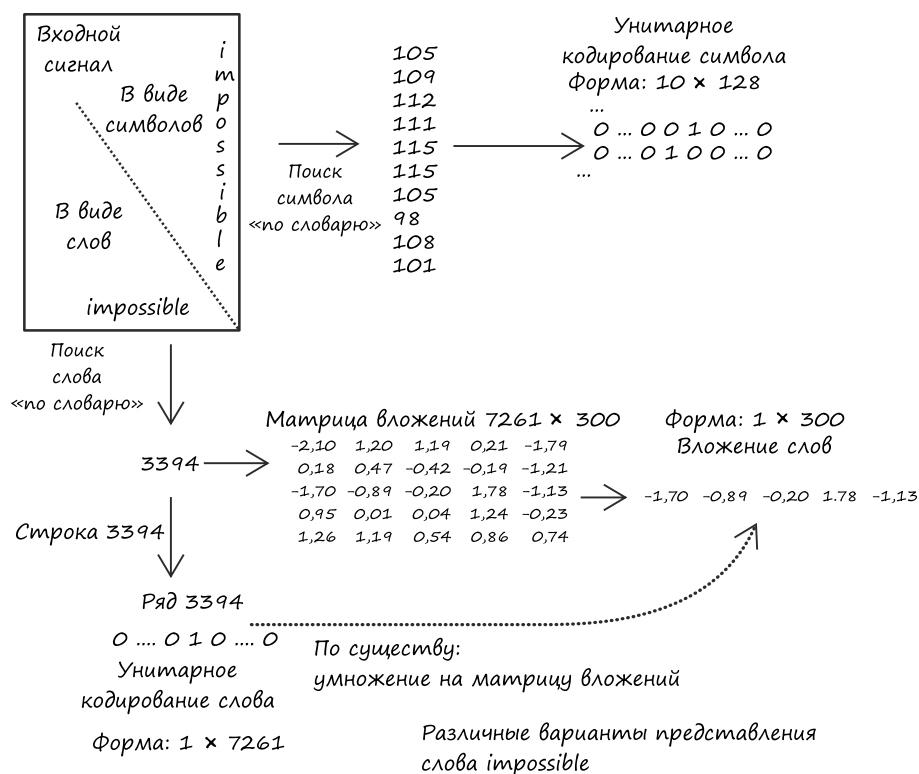 Входной
сигнал
В виде
символов
i
m
p
o
s
s
i
b
l
e
В виде
слов
impossible
Поиск
символа
«по словарю»
105
109
112
111
115
115
105
98
108
101
Унитарное
кодирование символа
Форма: 10 × 128
...
0 ... 0 0 1 0 ... 0
0 ... 0 1 0 0 ... 0
...
Поиск
слова
«по словарю»
3394
Матрица вложений 7261 × 300
-2,10 1,20 1,19 0,21 -1,79
0,18 0,47 -0,42 -0,19 -1,21
-1,70 -0,89 -0,20 1,78 -1,13
0,95 0,01 0,04 1,24 -0,23
1,26 1,19 0,54 0,86 0,74
Форма: 1 × 300
Вложение слов
-1,70 -0,89 -0,20 1.78 -1,13
Строка 3394
Ряд 3394
0 .... 0 1 0 .... 0
Унитарное
кодирование слова
Форма: 1 × 7261
По существу:
умножение на матрицу вложений
Различные варианты представления
слова impossible